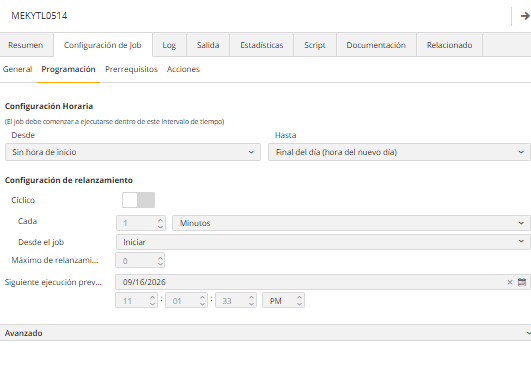 MEKYTL0514
Resumen Configuración de Job Log Salida Estadísticas Script Documentación Relacionado
General Programación Prerrequisitos Acciones
Configuración Horaria
(El job debe comenzar a ejecutarse dentro de este intervalo de tiempo)
Desde Hasta
Sin hora de inicio Final del día (hora del nuevo día)
Configuración de relanzamiento
Cíclico
Cada 1 Minutos
Desde el job Iniciar
Máximo de relanzami... 0
Siguiente ejecución prev... 09/16/2026
11 : 01 : 33 PM
Avanzado